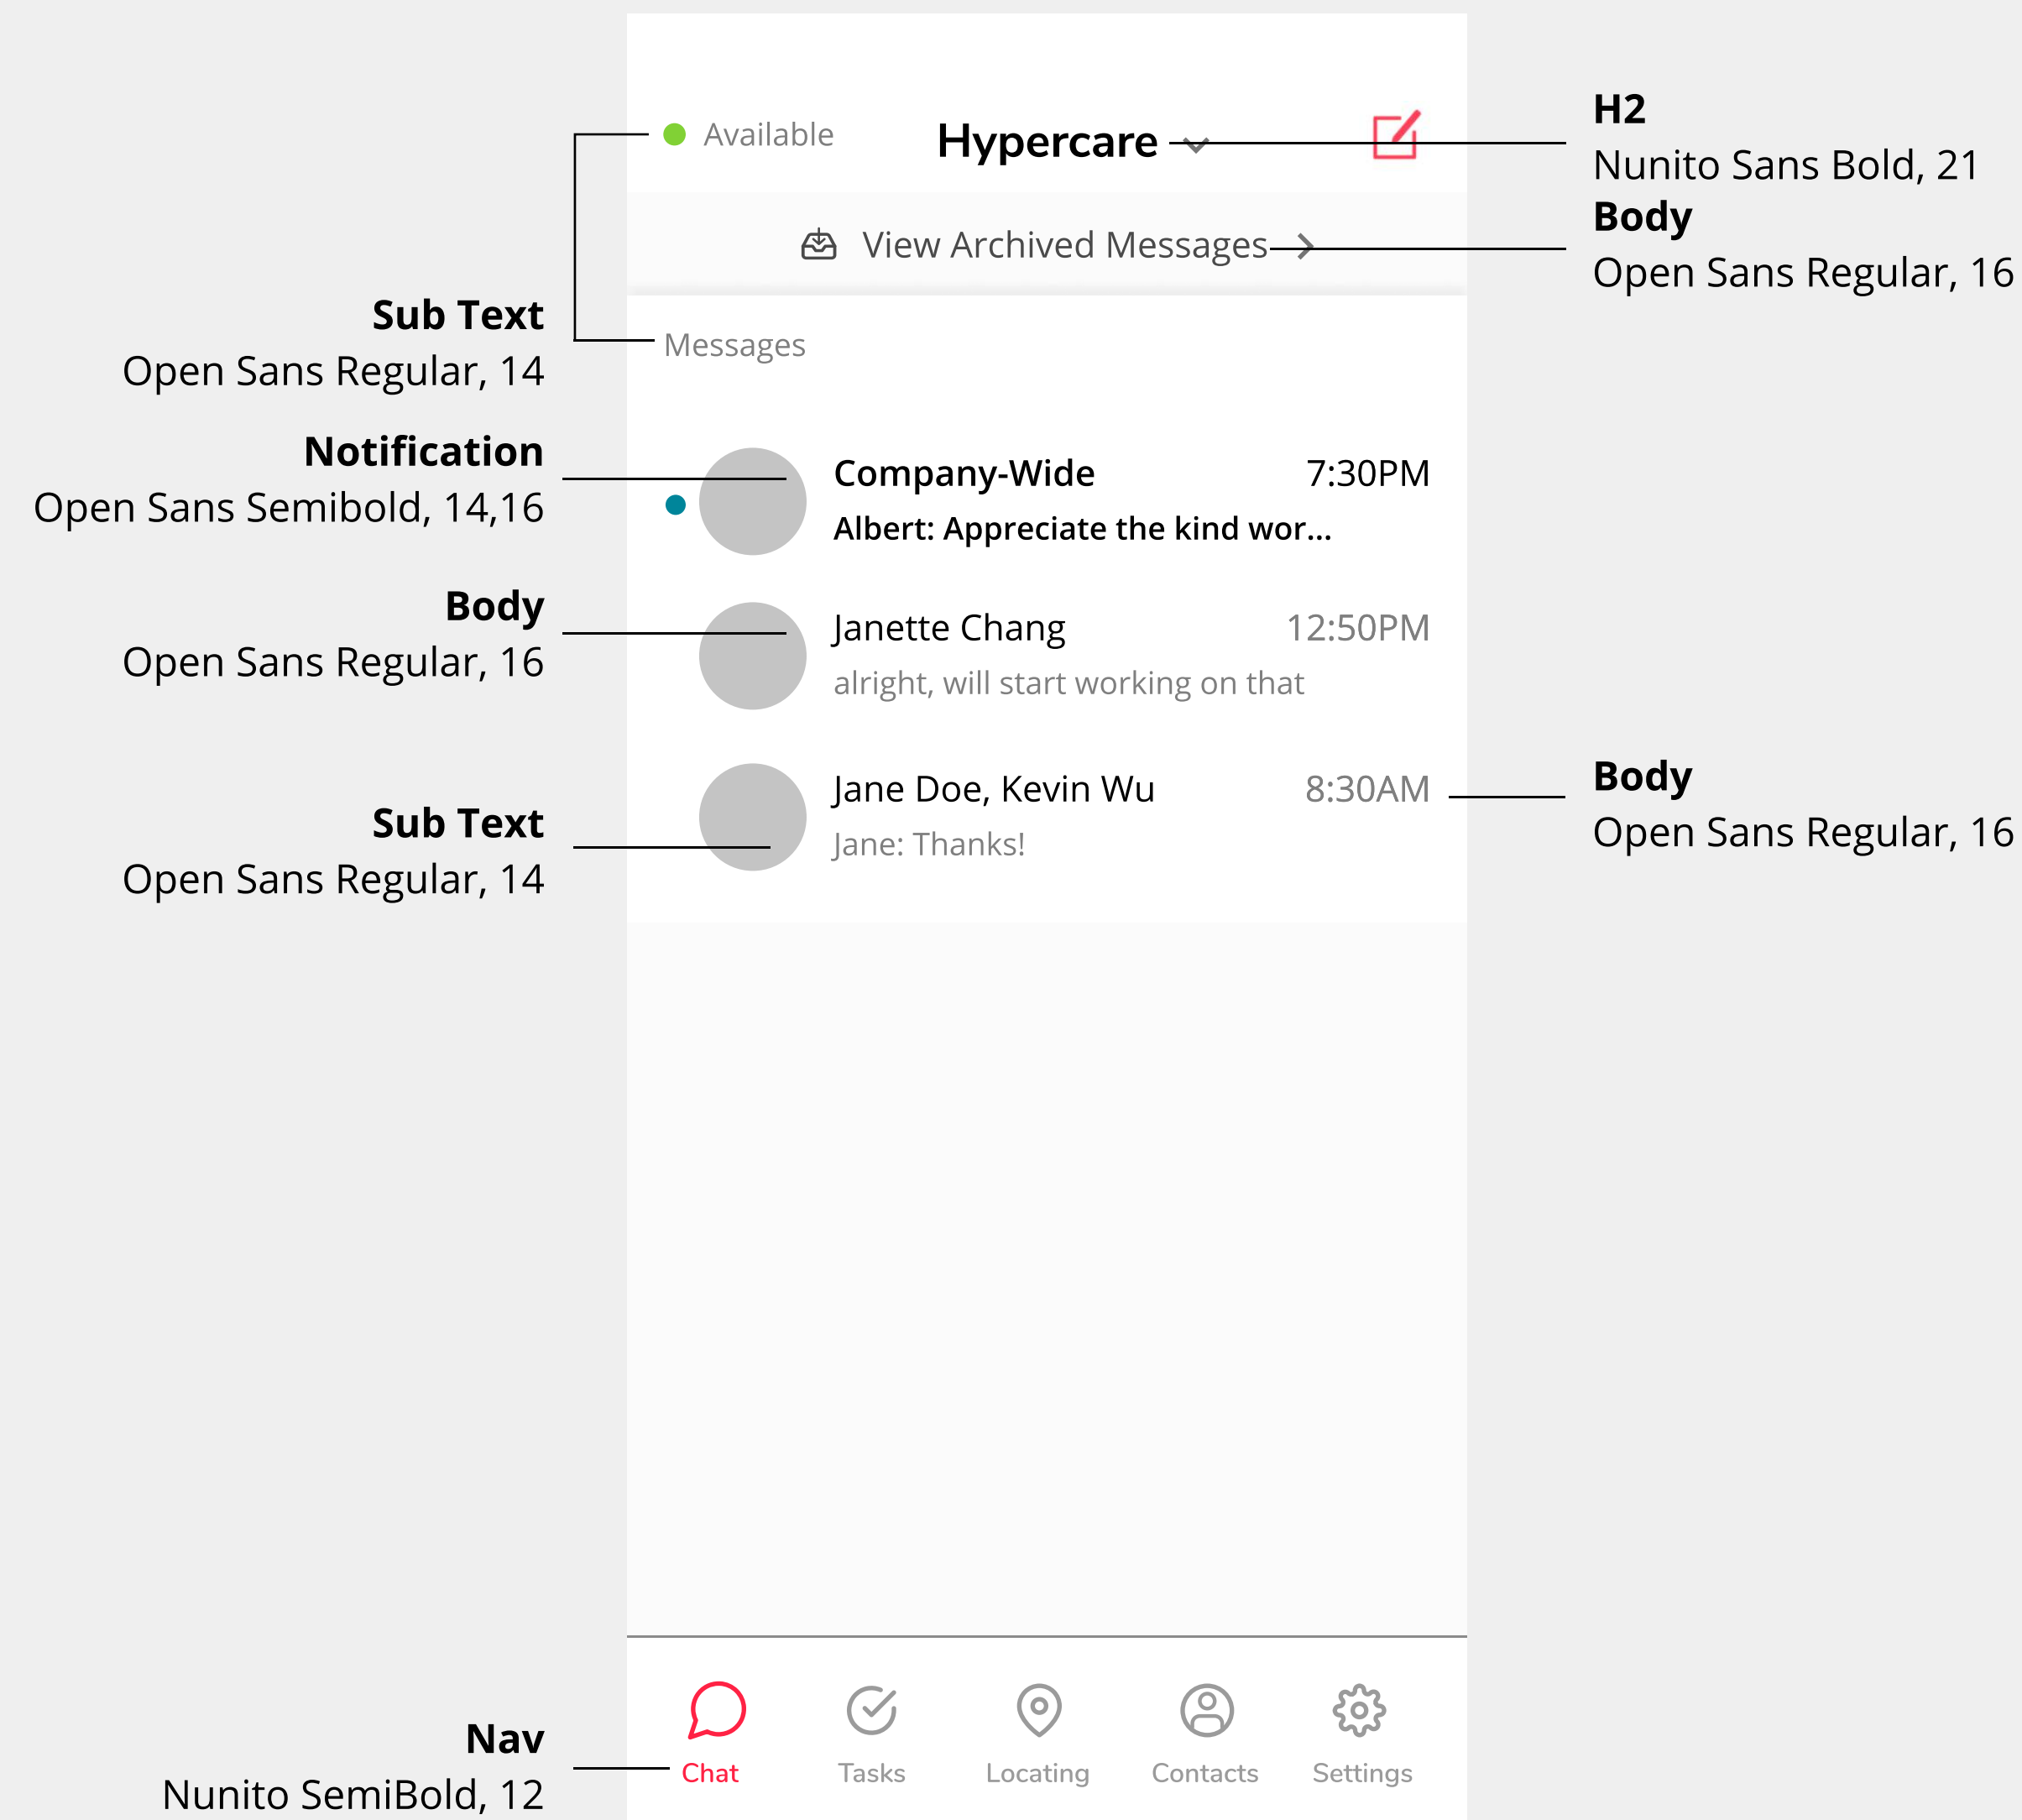 Available
Hypercare
H2
Nunito Sans Bold, 21
View Archived Messages
Body
Open Sans Regular, 16
Sub Text
Open Sans Regular, 14
Messages
Notification
Open Sans Semibold, 14,16
Company-Wide 7:30PM
Albert: Appreciate the kind wor...
Body
Open Sans Regular, 16
Janette Chang 12:50PM
alright, will start working on that
Sub Text
Open Sans Regular, 14
Jane Doe, Kevin Wu 8:30AM
Jane: Thanks!
Body
Open Sans Regular, 16
Nav
Nunito SemiBold, 12
Chat Tasks Locating Contacts Settings